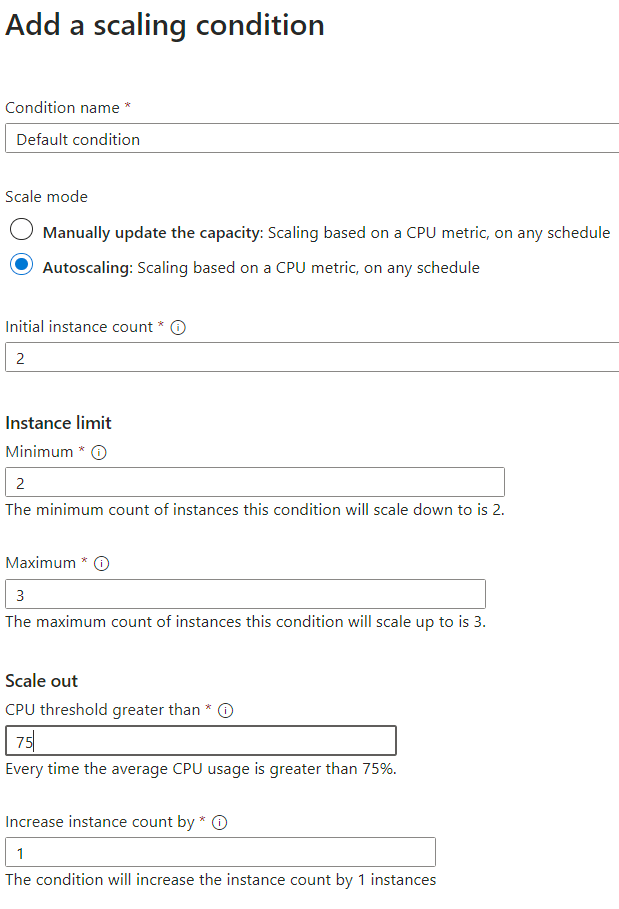 Add a scaling condition
Condition name *
Default condition
Scale mode
Manually update the capacity: Scaling based on a CPU metric, on any schedule
Autoscaling: Scaling based on a CPU metric, on any schedule
Initial instance count *
2
Instance limit
Minimum *
2
The minimum count of instances this condition will scale down to is 2.
Maximum *
3
The maximum count of instances this condition will scale up to is 3.
Scale out
CPU threshold greater than *
75
Every time the average CPU usage is greater than 75%.
Increase instance count by *
1
The condition will increase the instance count by 1 instances